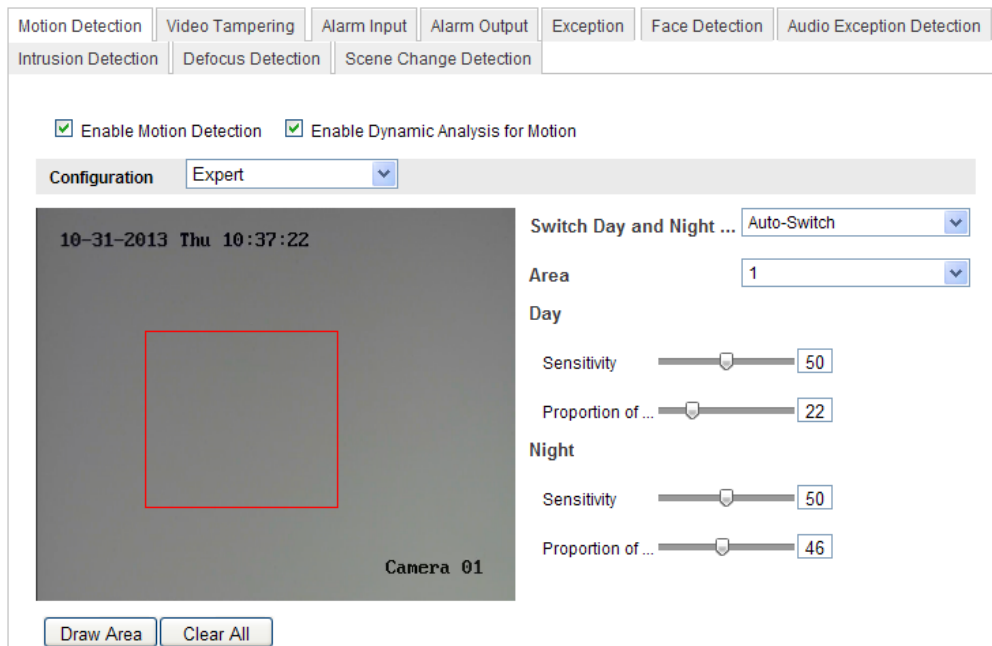 Motion Detection Video Tampering Alarm Input Alarm Output Exception Face Detection Audio Exception Detection
Intrusion Detection Defocus Detection Scene Change Detection
Enable Motion Detection Enable Dynamic Analysis for Motion
Configuration Expert
10-31-2013 Thu 10:37:22
Camera 01
Switch Day and Night ... Auto-Switch
Area 1
Day
Sensitivity 50
Proportion of ... 22
Night
Sensitivity 50
Proportion of ... 46
Draw Area Clear All